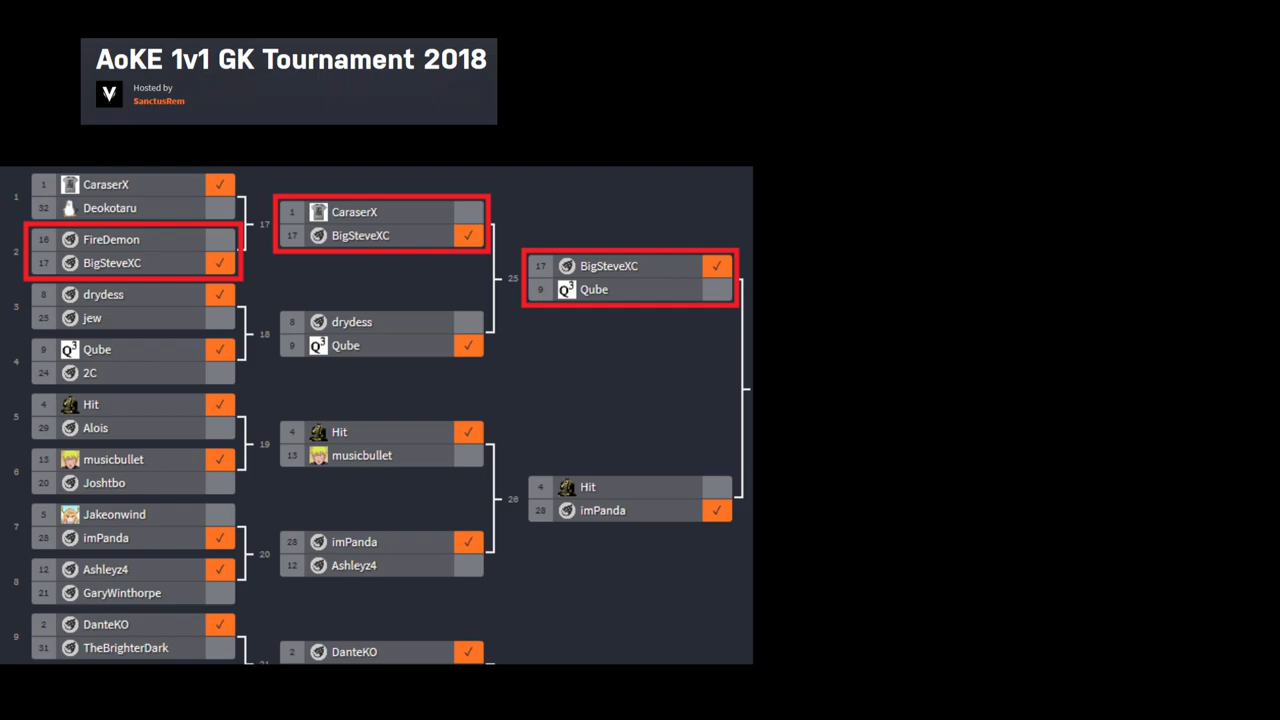 AoKE 1v1 GK Tournament 2018
Hosted by
SanctusRem
1
1 CaraserX ✓
32 Deokotaru
2
16 FireDemon
17 BigSteveXC ✓
3
8 drydess ✓
25 jew
4
9 Q3 Qube ✓
24 2C
5
4 Hit ✓
29 Alois
6
13 musicbullet ✓
20 Joshtbo
7
5 Jakeonwind
28 imPanda ✓
8
12 Ashleyz4 ✓
21 GaryWinthorpe
9
2 DanteKO ✓
31 TheBrighterDark
17
1 CaraserX
17 BigSteveXC ✓
18
8 drydess
9 Q3 Qube ✓
19
4 Hit ✓
13 musicbullet
20
28 imPanda ✓
12 Ashleyz4
21
2 DanteKO ✓
25
17 BigSteveXC ✓
9 Q3 Qube
26
4 Hit
28 imPanda ✓